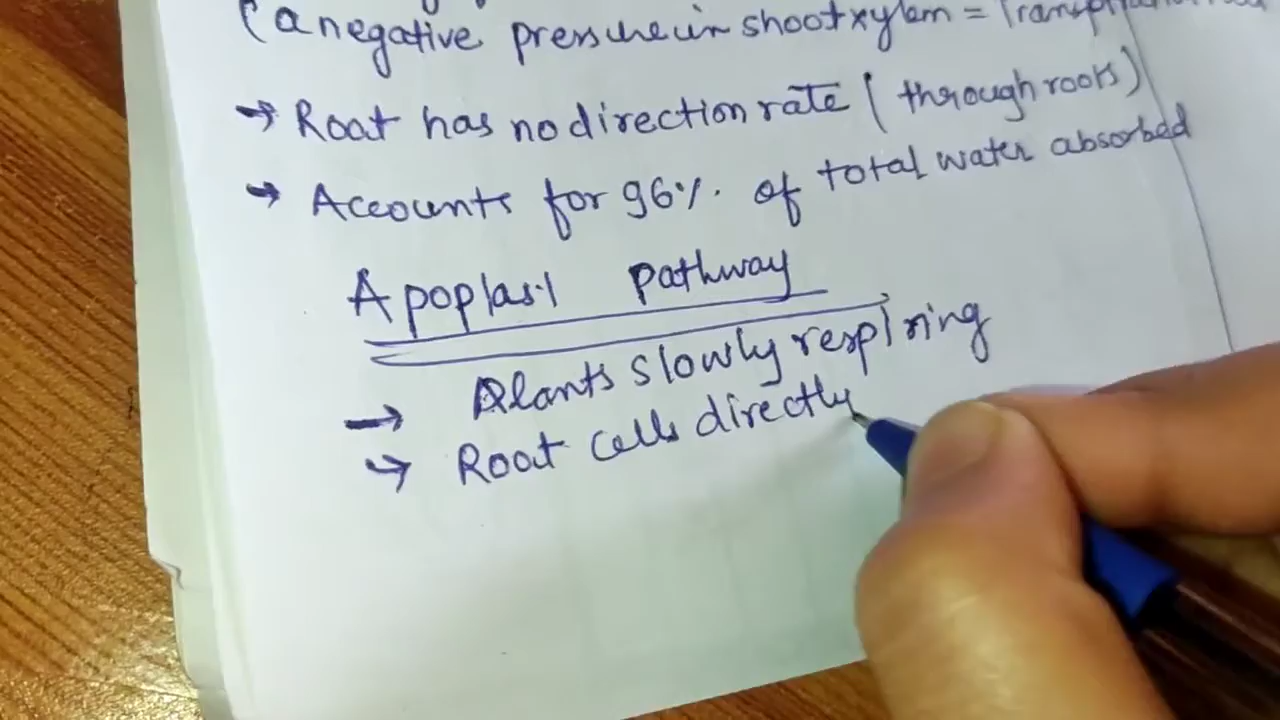 (a negative pressure in shoot xylem =
→ Root has no direction rate (through roots)
→ Accounts for 96% of total water absorbed
Apoplast pathway
→ Plants slowly respiring
→ Root cells directly